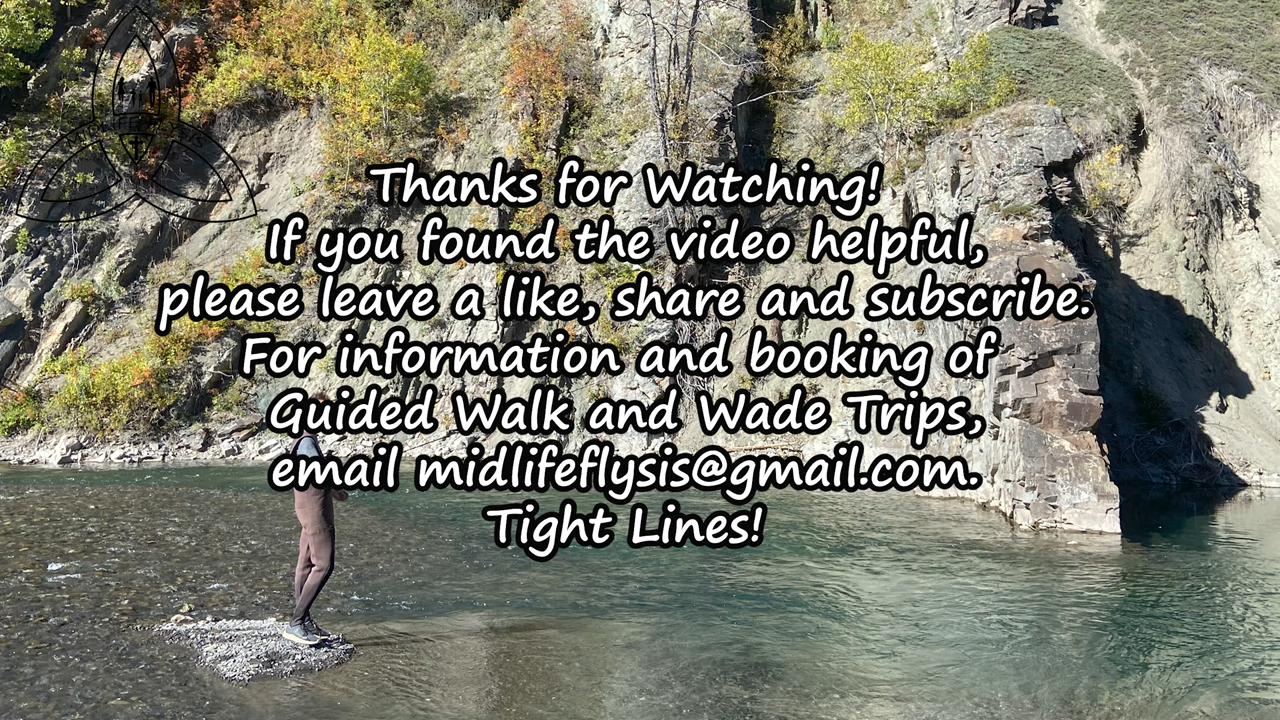 Thanks for Watching!
If you found the video helpful,
please leave a like, share and subscribe.
For information and booking of
Guided Walk and Wade Trips,
email midlifeflysis@gmail.com.
Tight Lines!